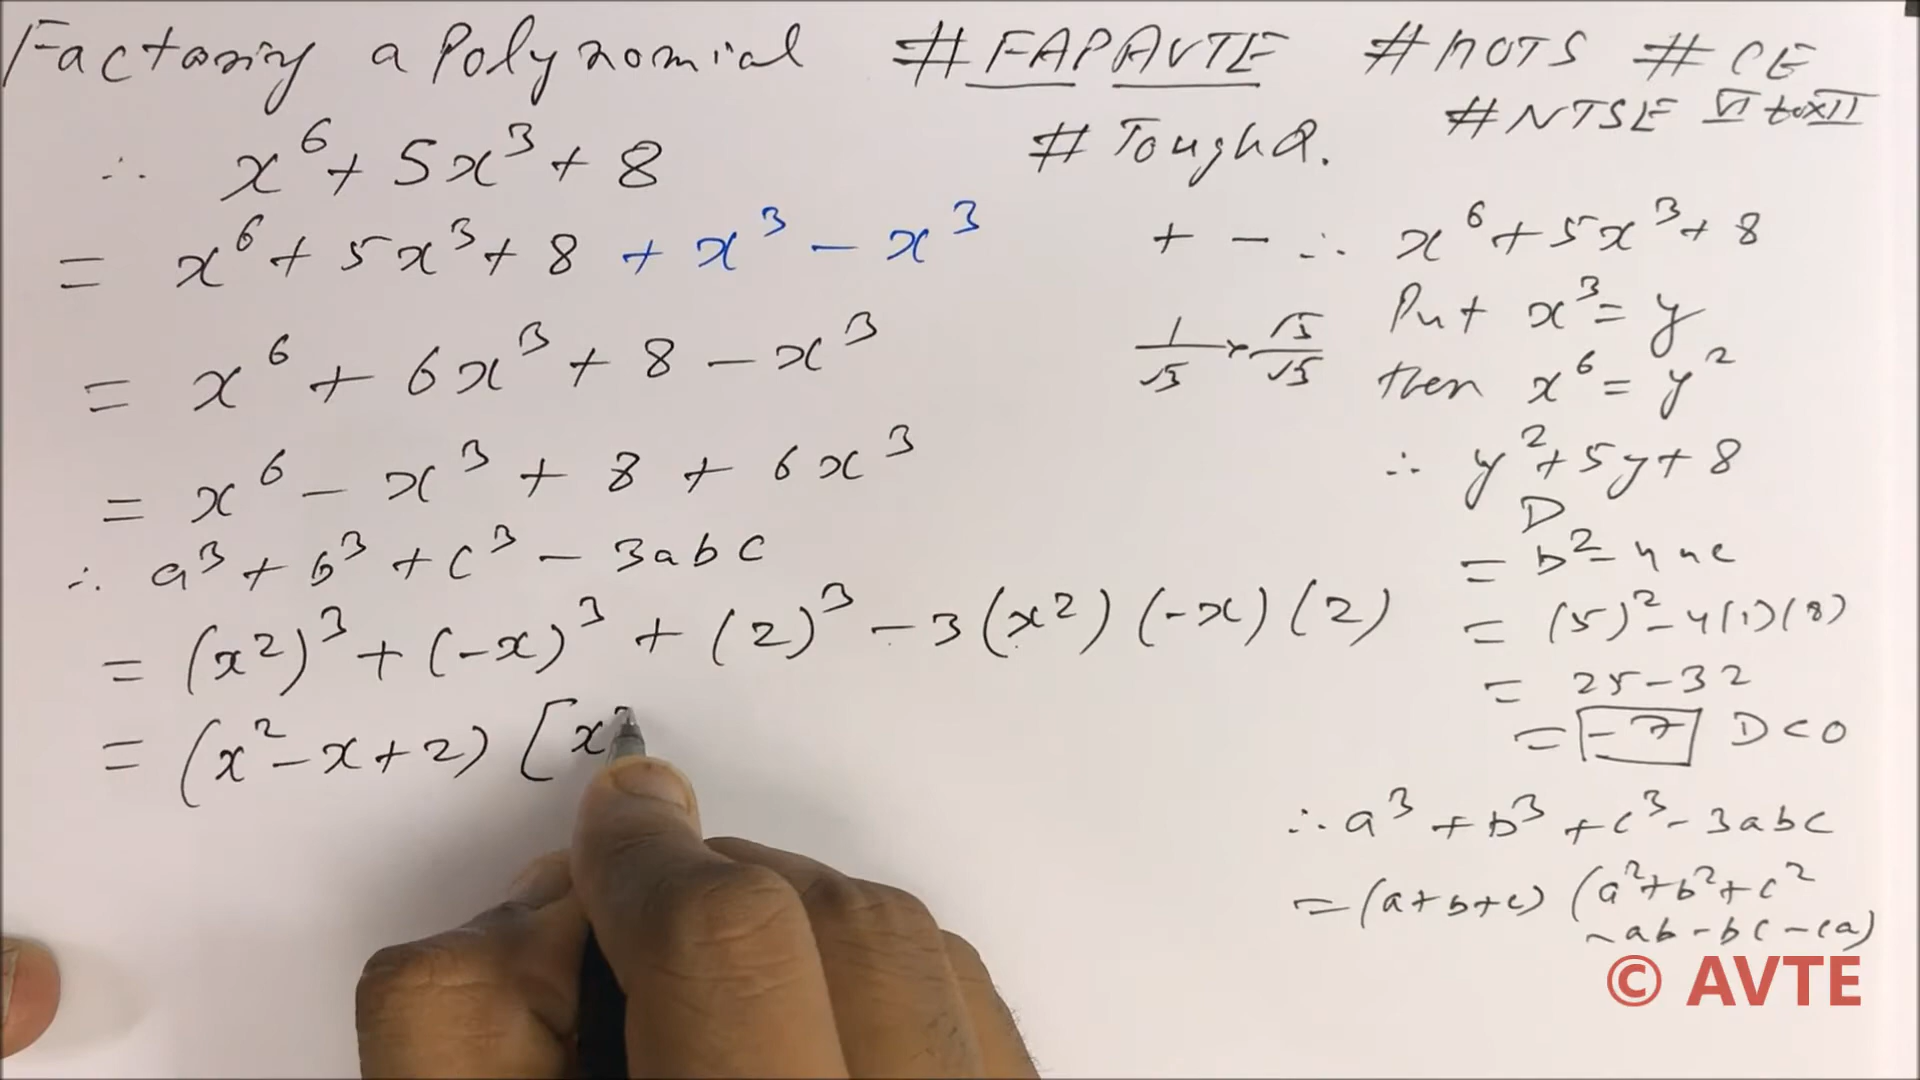 Factoring a Polynomial #FAPAVTE #HOTS #CE
#NTSE VI to XII
#Tough Q.
∴ x⁶ + 5x³ + 8
= x⁶ + 5x³ + 8 + x³ - x³
= x⁶ + 6x³ + 8 - x³
= x⁶ - x³ + 8 + 6x³
∴ a³ + b³ + c³ - 3abc
= (x²)³ + (-x)³ + (2)³ - 3(x²)(-x)(2)
= (x² - x + 2) [x
+ - ∴ x⁶ + 5x³ + 8
1/√5 × √5/√5
Put x³ = y
then x⁶ = y²
∴ y² + 5y + 8
D
= b² - 4ac
= (5)² - 4(1)(8)
= 25 - 32
= -7 D < 0
∴ a³ + b³ + c³ - 3abc
= (a+b+c) (a² + b² + c²
- ab - bc - ca)
© AVTE